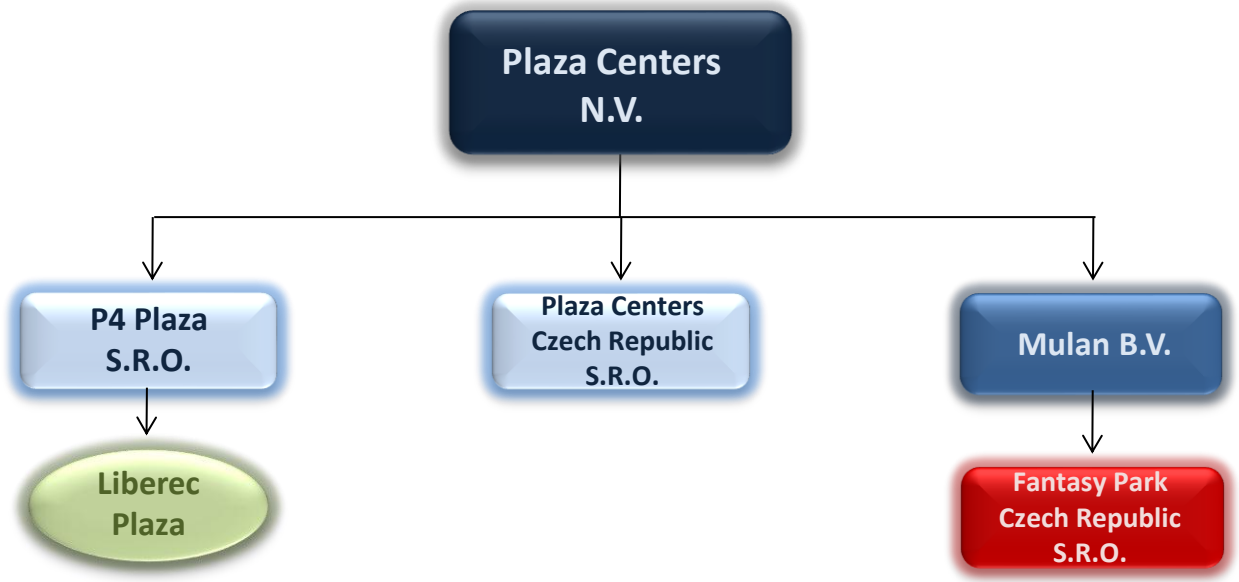 Plaza Centers
N.V.
P4 Plaza
S.R.O.
Plaza Centers
Czech Republic
S.R.O.
Mulan B.V.
Liberec
Plaza
Fantasy Park
Czech Republic
S.R.O.